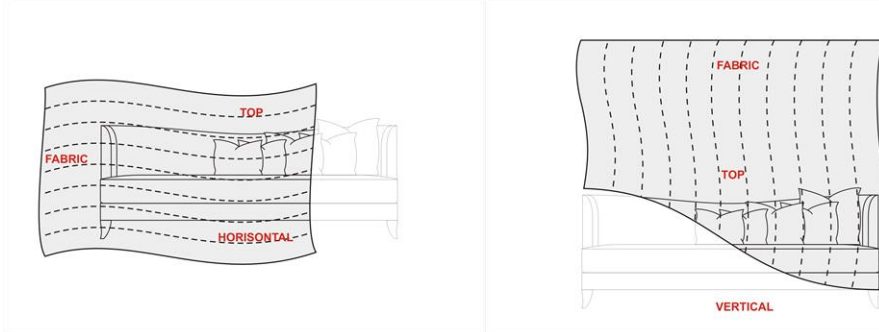 TOP
FABRIC
HORISONTAL
FABRIC
TOP
VERTICAL